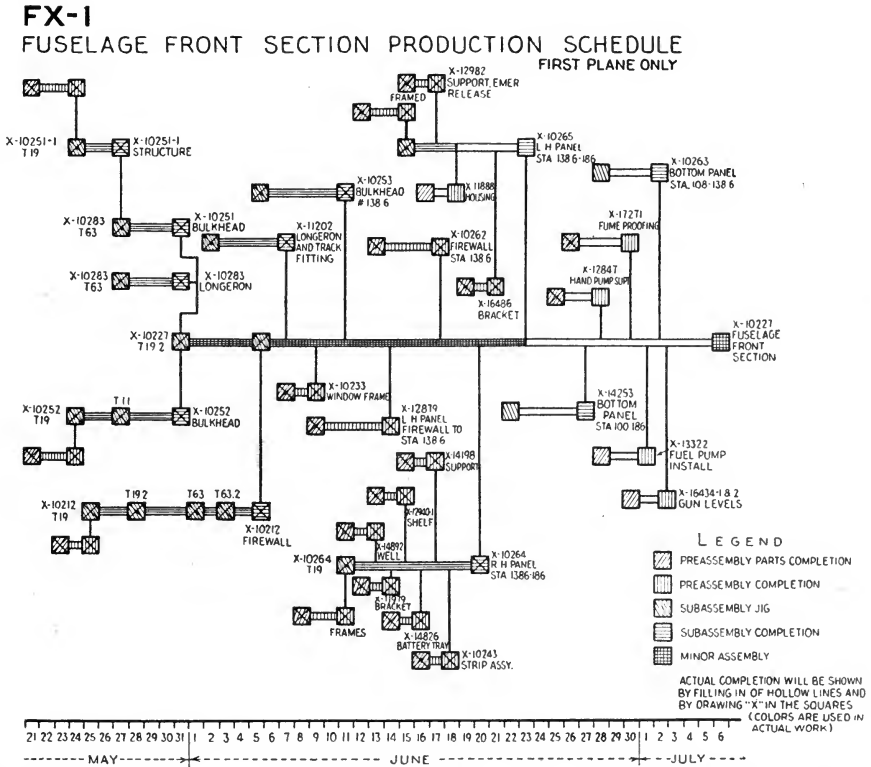 FX-1
FUSELAGE FRONT SECTION PRODUCTION SCHEDULE
FIRST PLANE ONLY
X-12982
SUPPORT, EMER
RELEASE
FRAMED
X-10251-1
T19
X-10251-1
STRUCTURE
X-10265
L H PANEL
STA 138 6-186
X-10263
BOTTOM PANEL
STA. 108-138 6
X-10253
BULKHEAD
# 138.6
X-11888
HOUSING
X-10283
T63
X-10251
BULKHEAD
X-11202
LONGERON
AND TRACK
FITTING
X-10262
FIREWALL
STA 138 6
X-17271
FUME PROOFING
X-10283
T63
X-10283
LONGERON
X-16486
BRACKET
X-12847
HAND PUMP SUPT
X-10227
T19 2
X-10227
FUSELAGE
FRONT
SECTION
X-10233
WINDOW FRAME
X-10252
T19
T11
X-10252
BULKHEAD
X-12879
L H PANEL
FIREWALL TO
STA 138 6
X-14253
BOTTOM
PANEL
STA 100 186
X-14198
SUPPORT
X-13322
FUEL PUMP
INSTALL
X-10212
T19
T19 2
T63
T63.2
X-10212
FIREWALL
X-12940-1
SHELF
X-16434-1 & 2
GUN LEVELS
X-14892
WELL
X-10264
T19
X-10264
R H PANEL
STA 1386-186
X-11979
BRACKET
FRAMES
X-14826
BATTERY TRAY
X-10243
STRIP ASSY.
LEGEND
PREASSEMBLY PARTS COMPLETION
PREASSEMBLY COMPLETION
SUBASSEMBLY JIG
SUBASSEMBLY COMPLETION
MINOR ASSEMBLY
ACTUAL COMPLETION WILL BE SHOWN
BY FILLING IN OF HOLLOW LINES AND
BY DRAWING "X" IN THE SQUARES
(COLORS ARE USED IN
ACTUAL WORK)
21 22 23 24 25 26 27 28 29 30 31 1 2 3 4 5 6 7 8 9 10 11 12 13 14 15 16 17 18 19 20 21 22 23 24 25 26 27 28 29 30 1 2 3 4 5 6
MAY JUNE JULY